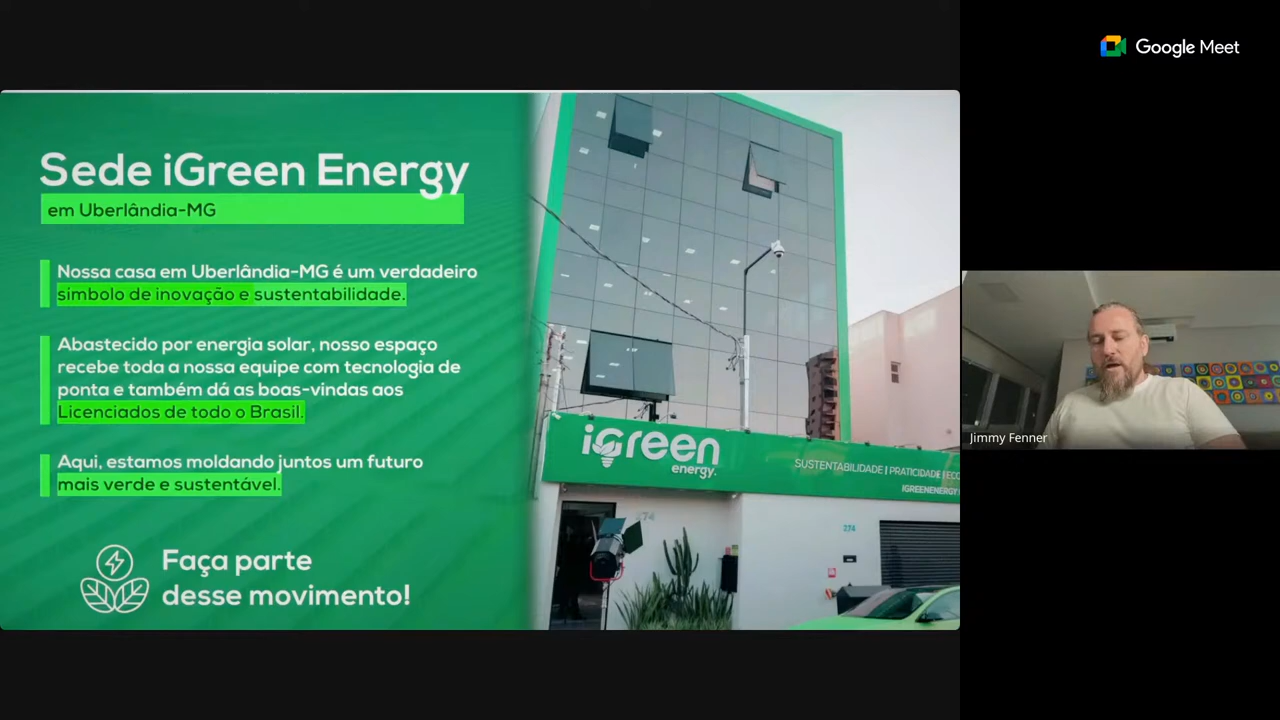 Google Meet
Sede iGreen Energy
em Uberlândia-MG
Nossa casa em Uberlândia-MG é um verdadeiro
símbolo de inovação e sustentabilidade.
Abastecido por energia solar, nosso espaço
recebe toda a nossa equipe com tecnologia de
ponta e também dá as boas-vindas aos
Licenciados de todo o Brasil.
Aqui, estamos moldando juntos um futuro
mais verde e sustentável.
Faça parte
desse movimento!
iGreen
energy.
SUSTENTABILIDADE | PRATICIDADE | ECO
IGREENENERGY
274
274
Jimmy Fenner